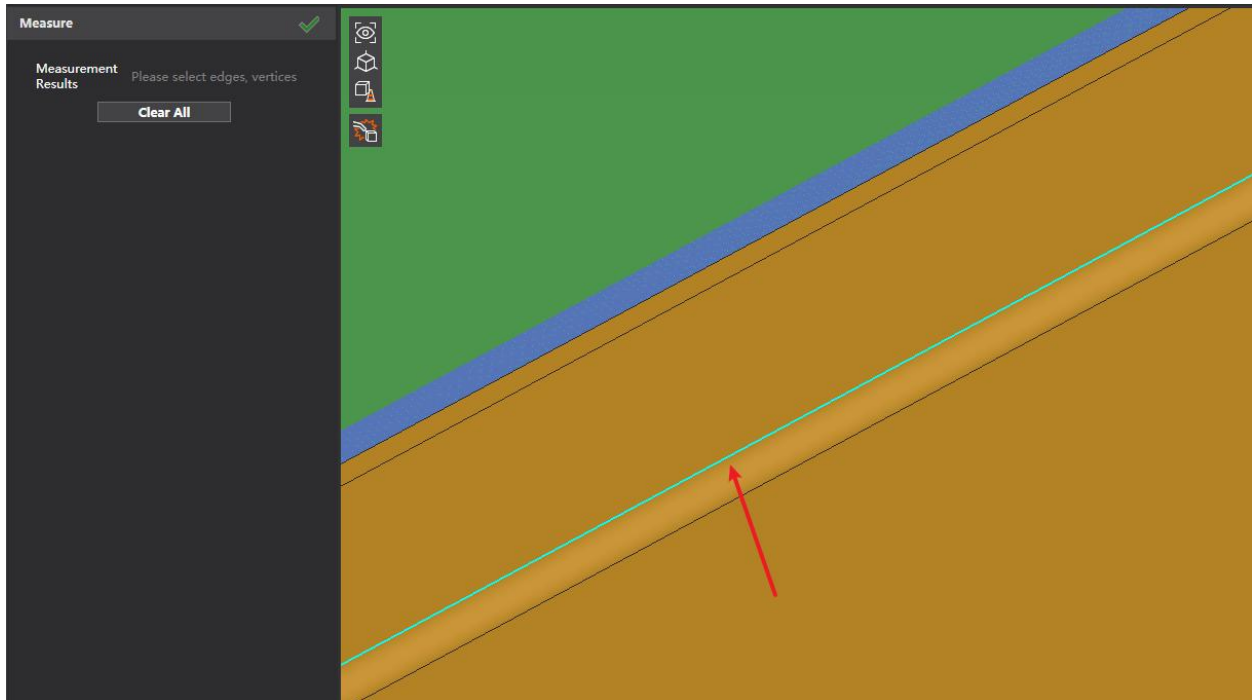 Measure
Measurement
Results
Please select edges, vertices
Clear All